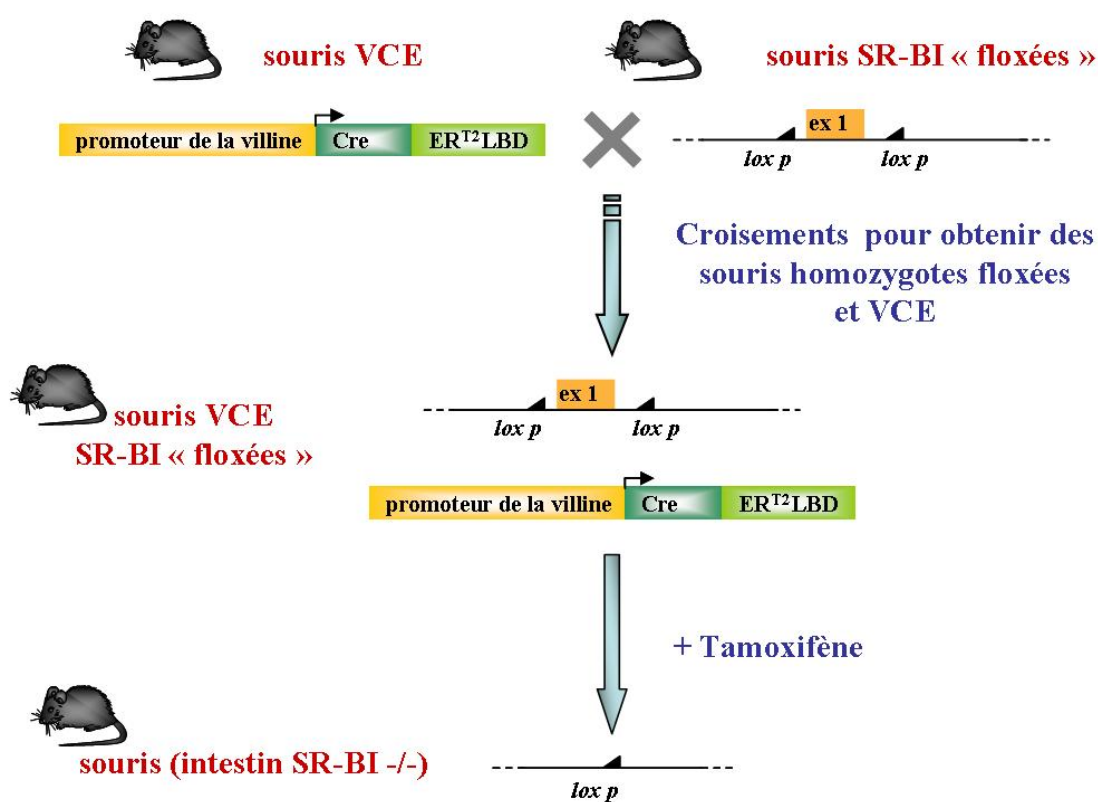 souris VCE
souris SR-BI « floxées »
promoteur de la villine Cre ER^T2LBD
ex 1
lox p lox p
Croisements pour obtenir des
souris homozygotes floxées
et VCE
ex 1
lox p lox p
souris VCE
SR-BI « floxées »
promoteur de la villine Cre ER^T2LBD
+ Tamoxifène
souris (intestin SR-BI -/-)
lox p